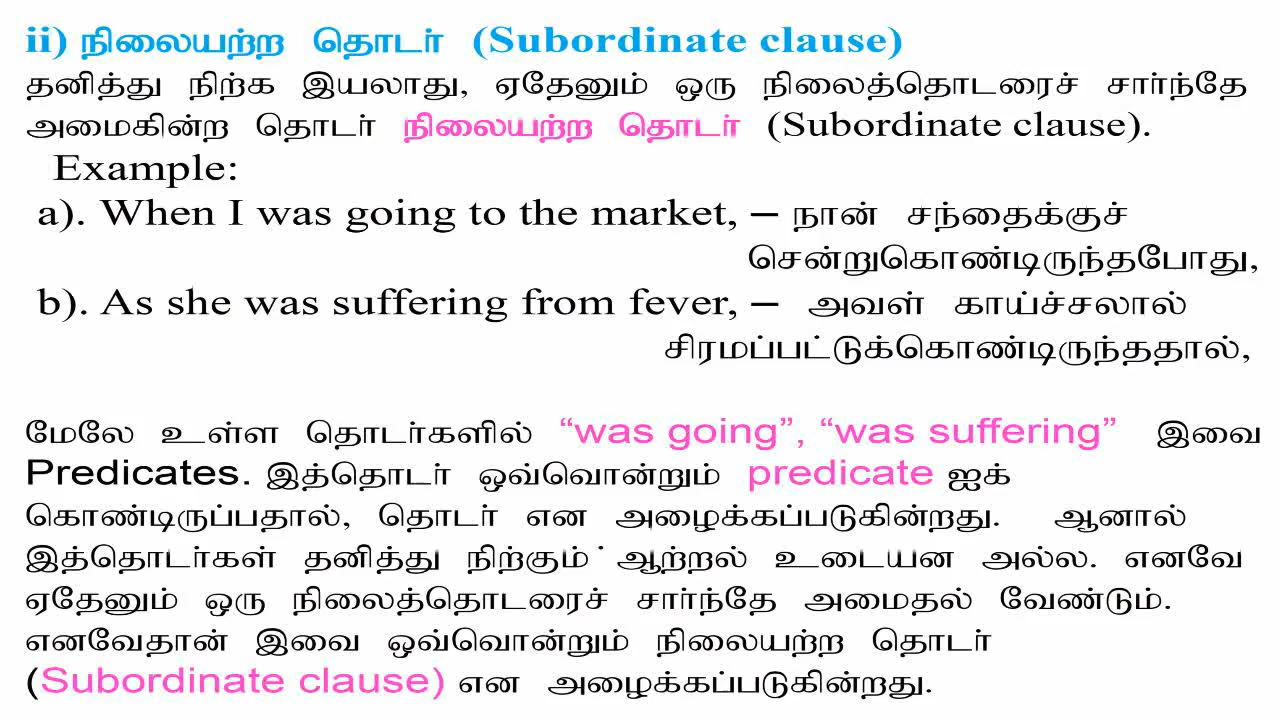 ii) நிலையற்ற தொடர் (Subordinate clause)
தனித்து நிற்க இயலாது, ஏதேனும் ஒரு நிலைத்தொடரைச் சார்ந்தே
அமைகின்ற தொடர் நிலையற்ற தொடர் (Subordinate clause).
Example:
a). When I was going to the market, – நான் சந்தைக்குச்
சென்றுகொண்டிருந்தபோது,
b). As she was suffering from fever, – அவள் காய்ச்சலால்
சிரமப்பட்டுக்கொண்டிருந்ததால்,
மேலே உள்ள தொடர்களில் “was going”, “was suffering” இவை
Predicates. இத்தொடர் ஒவ்வொன்றும் predicate ஐக்
கொண்டிருப்பதால், தொடர் என அழைக்கப்படுகின்றது. ஆனால்
இத்தொடர்கள் தனித்து நிற்கும் ஆற்றல் உடையன அல்ல. எனவே
ஏதேனும் ஒரு நிலைத்தொடரைச் சார்ந்தே அமைதல் வேண்டும்.
எனவேதான் இவை ஒவ்வொன்றும் நிலையற்ற தொடர்
(Subordinate clause) என அழைக்கப்படுகின்றது.